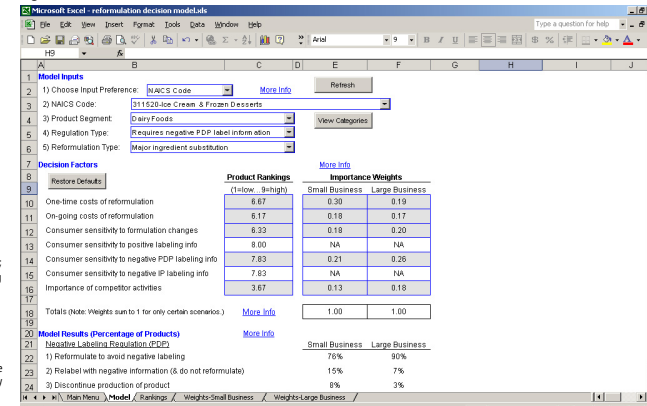 Microsoft Excel - reformulation decision model.xls
File Edit View Insert Format Tools Data Window Help
Type a question for help
Arial 9 B I U $ %
H9 fx
A B C D E F G H I J
1 Model Inputs
2 1) Choose Input Preference: NAICS Code More Info Refresh
3 2) NAICS Code: 311520-Ice Cream & Frozen Desserts
4 3) Product Segment: Dairy Foods View Categories
5 4) Regulation Type: Requires negative PDP label information
6 5) Reformulation Type: Major ingredient substitution
7 Decision Factors More Info
8 Restore Defaults Product Rankings Importance Weights
9 (1=low...9=high) Small Business Large Business
10 One-time costs of reformulation 6.67 0.30 0.19
11 On-going costs of reformulation 6.17 0.18 0.17
12 Consumer sensitivity to formulation changes 6.33 0.18 0.20
13 Consumer sensitivity to positive labeling info 8.00 NA NA
14 Consumer sensitivity to negative PDP labeling info 7.83 0.21 0.26
15 Consumer sensitivity to negative IP labeling info 7.83 NA NA
16 Importance of competitor activities 3.67 0.13 0.18
17
18 Totals (Note: Weights sum to 1 for only certain scenarios.) More Info 1.00 1.00
19
20 Model Results (Percentage of Products) More Info
21 Negative Labeling Regulation (PDP) Small Business Large Business
22 1) Reformulate to avoid negative labeling 76% 90%
23 2) Relabel with negative information (& do not reformulate) 15% 7%
24 3) Discontinue production of product 8% 3%
Main Menu Model Rankings Weights-Small Business Weights-Large Business